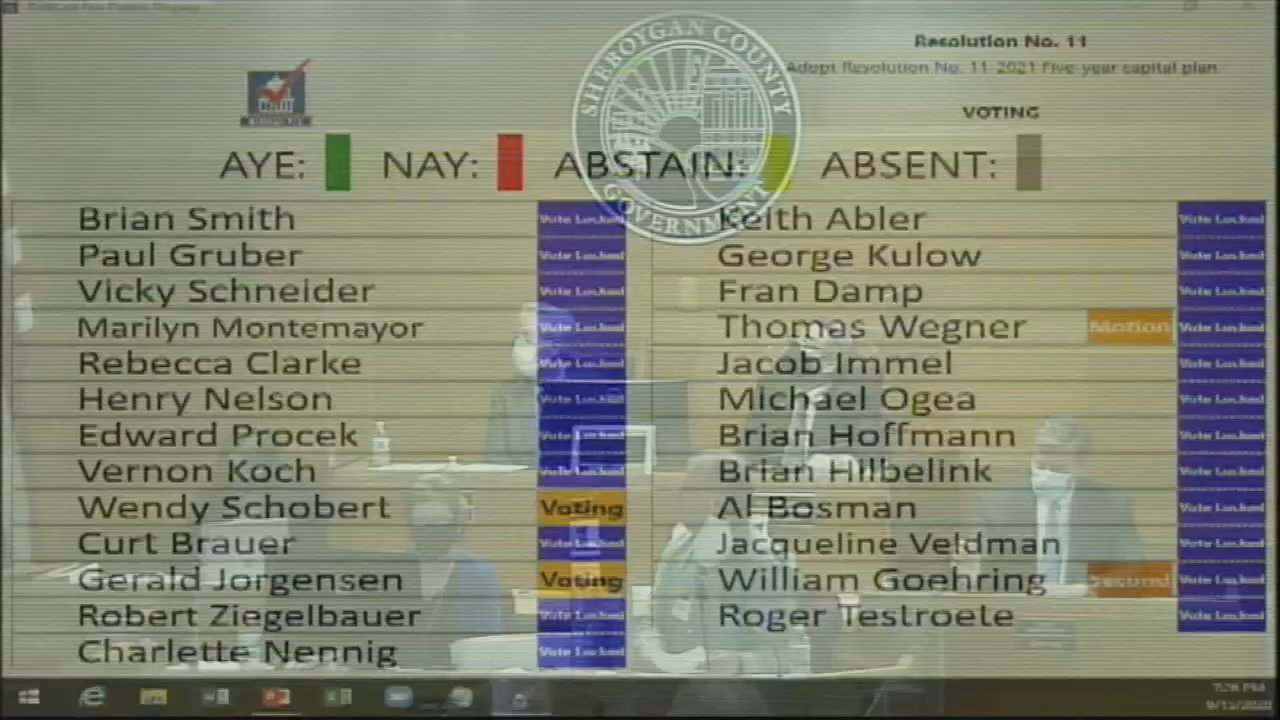 Resolution No. 11
Adopt Resolution No. 11 2021 Five-year capital plan
SHEBOYGAN COUNTY
GOVERNMENT
VOTING
AYE: NAY: ABSTAIN: ABSENT:
Brian Smith Vote Locked
Paul Gruber Vote Locked
Vicky Schneider Vote Locked
Marilyn Montemayor Vote Locked
Rebecca Clarke Vote Locked
Henry Nelson Vote Locked
Edward Procek Vote Locked
Vernon Koch Vote Locked
Wendy Schobert Voting
Curt Brauer Vote Locked
Gerald Jorgensen Voting
Robert Ziegelbauer Vote Locked
Charlette Nennig Vote Locked
Keith Abler Vote Locked
George Kulow Vote Locked
Fran Damp Vote Locked
Thomas Wegner Motion Vote Locked
Jacob Immel Vote Locked
Michael Ogea Vote Locked
Brian Hoffmann Vote Locked
Brian Hilbelink Vote Locked
Al Bosman Vote Locked
Jacqueline Veldman Vote Locked
William Goehring Second Vote Locked
Roger Testroete Vote Locked